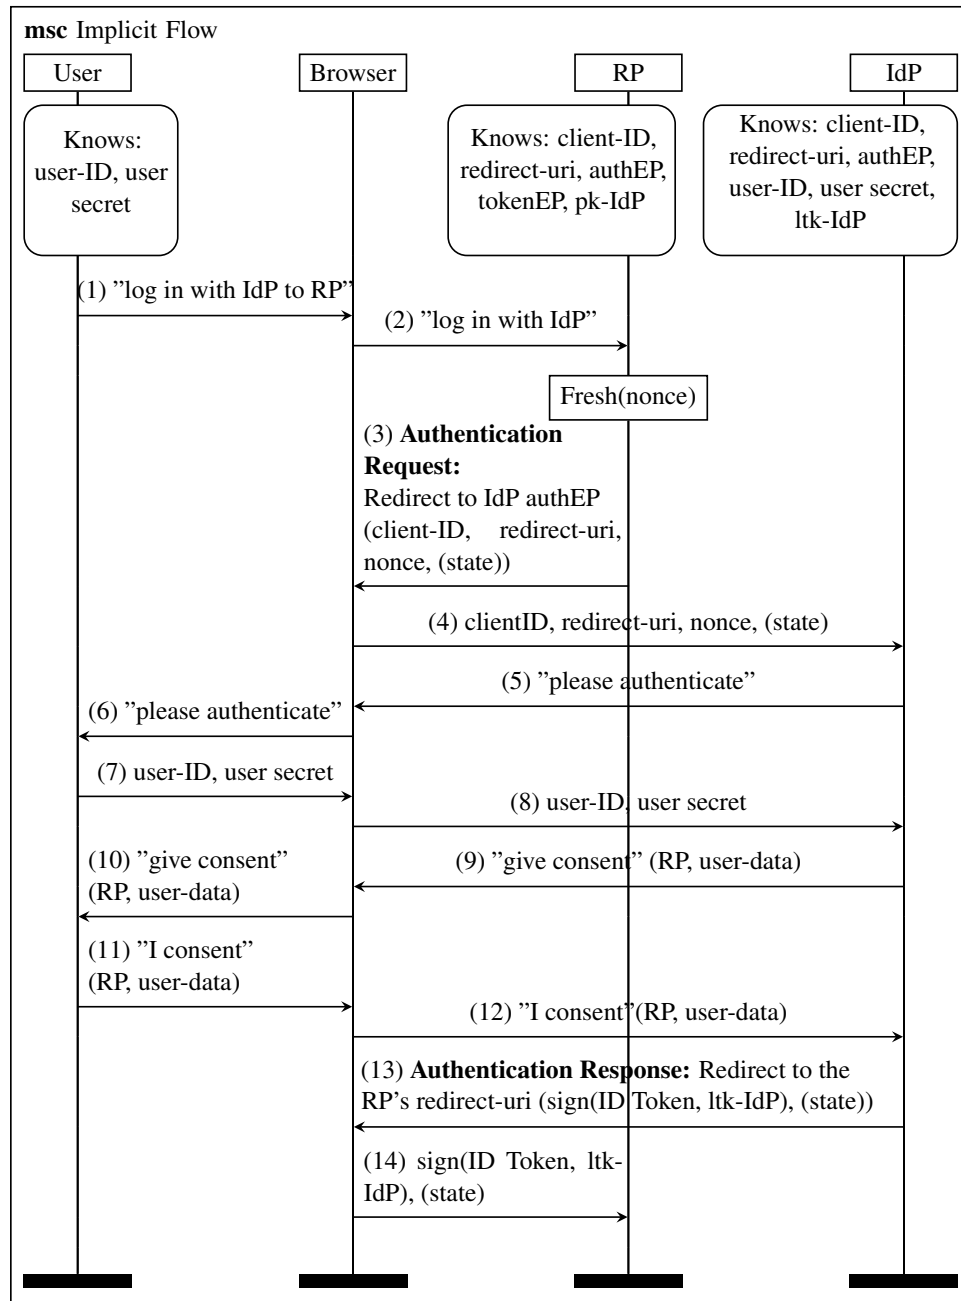 msc Implicit Flow
User
Browser
RP
IdP
Knows:
user-ID, user
secret
Knows: client-ID,
redirect-uri, authEP,
tokenEP, pk-IdP
Knows: client-ID,
redirect-uri, authEP,
user-ID, user secret,
ltk-IdP
(1) ”log in with IdP to RP”
(2) ”log in with IdP”
Fresh(nonce)
(3) Authentication
Request:
Redirect to IdP authEP
(client-ID, redirect-uri,
nonce, (state))
(4) clientID, redirect-uri, nonce, (state)
(5) ”please authenticate”
(6) ”please authenticate”
(7) user-ID, user secret
(8) user-ID, user secret
(9) ”give consent” (RP, user-data)
(10) ”give consent”
(RP, user-data)
(11) ”I consent”
(RP, user-data)
(12) ”I consent”(RP, user-data)
(13) Authentication Response: Redirect to the
RP’s redirect-uri (sign(ID Token, ltk-IdP), (state))
(14) sign(ID Token, ltk-
IdP), (state)